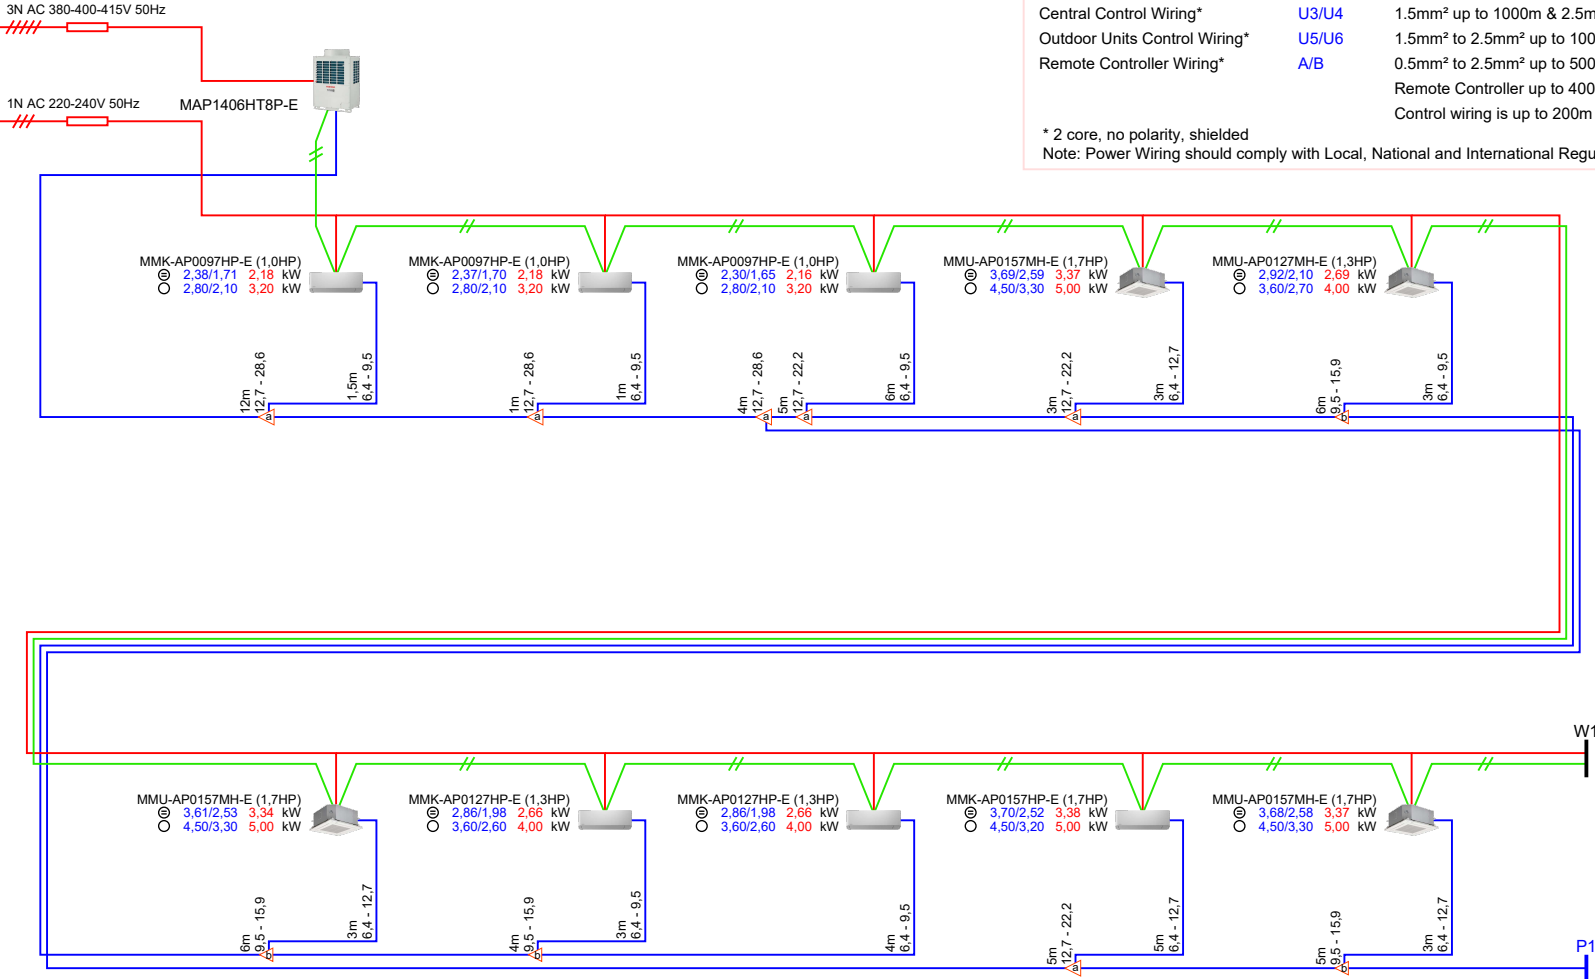 3N AC 380-400-415V 50Hz
1N AC 220-240V 50Hz
MAP1406HT8P-E
Central Control Wiring* U3/U4 1.5mm² up to 1000m & 2.5m
Outdoor Units Control Wiring* U5/U6 1.5mm² to 2.5mm² up to 100
Remote Controller Wiring* A/B 0.5mm² to 2.5mm² up to 500
Remote Controller up to 400
Control wiring is up to 200m
* 2 core, no polarity, shielded
Note: Power Wiring should comply with Local, National and International Regu
MMK-AP0097HP-E (1,0HP)
2,38/1,71 2,18 kW
2,80/2,10 3,20 kW
MMK-AP0097HP-E (1,0HP)
2,37/1,70 2,18 kW
2,80/2,10 3,20 kW
MMK-AP0097HP-E (1,0HP)
2,30/1,65 2,16 kW
2,80/2,10 3,20 kW
MMU-AP0157MH-E (1,7HP)
3,69/2,59 3,37 kW
4,50/3,30 5,00 kW
MMU-AP0127MH-E (1,3HP)
2,92/2,10 2,69 kW
3,60/2,70 4,00 kW
12m
12,7 - 28,6
a
1,5m
6,4 - 9,5
1m
12,7 - 28,6
a
1m
6,4 - 9,5
4m
12,7 - 28,6
a
5m
12,7 - 22,2
a
6m
6,4 - 9,5
3m
12,7 - 22,2
a
3m
6,4 - 12,7
6m
9,5 - 15,9
b
3m
6,4 - 9,5
W1
MMU-AP0157MH-E (1,7HP)
3,61/2,53 3,34 kW
4,50/3,30 5,00 kW
MMK-AP0127HP-E (1,3HP)
2,86/1,98 2,66 kW
3,60/2,60 4,00 kW
MMK-AP0127HP-E (1,3HP)
2,86/1,98 2,66 kW
3,60/2,60 4,00 kW
MMK-AP0157HP-E (1,7HP)
3,70/2,52 3,38 kW
4,50/3,20 5,00 kW
MMU-AP0157MH-E (1,7HP)
3,68/2,58 3,37 kW
4,50/3,30 5,00 kW
6m
9,5 - 15,9
b
3m
6,4 - 12,7
4m
9,5 - 15,9
b
3m
6,4 - 9,5
4m
6,4 - 9,5
5m
12,7 - 22,2
a
5m
6,4 - 12,7
5m
9,5 - 15,9
b
3m
6,4 - 12,7
P1